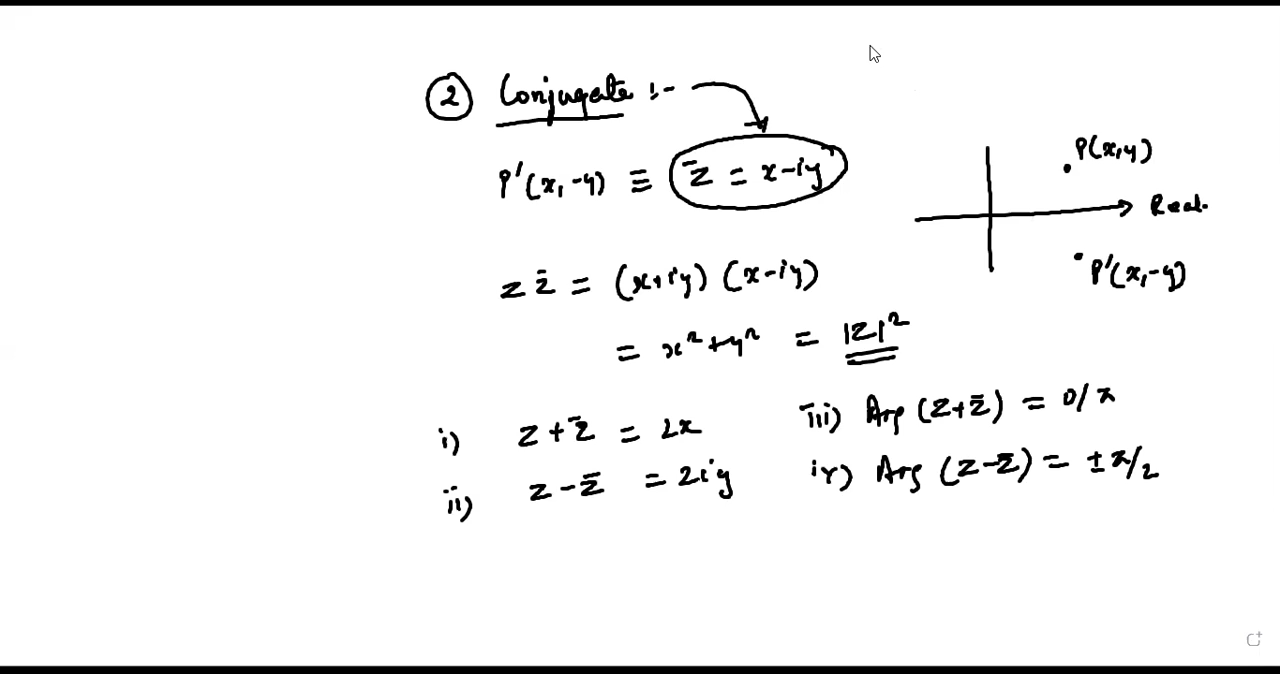 ② Conjugate :-
P'(x, -y) ≡ z̄ = x-iy
P(x,y)
Real.
P'(x,-y)
z z̄ = (x+iy) (x-iy)
= x² + y² = |z|²
i) z + z̄ = 2x
ii) z - z̄ = 2iy
iii) Arg (z+z̄) = 0/π
iv) Arg (z-z̄) = ± π/2